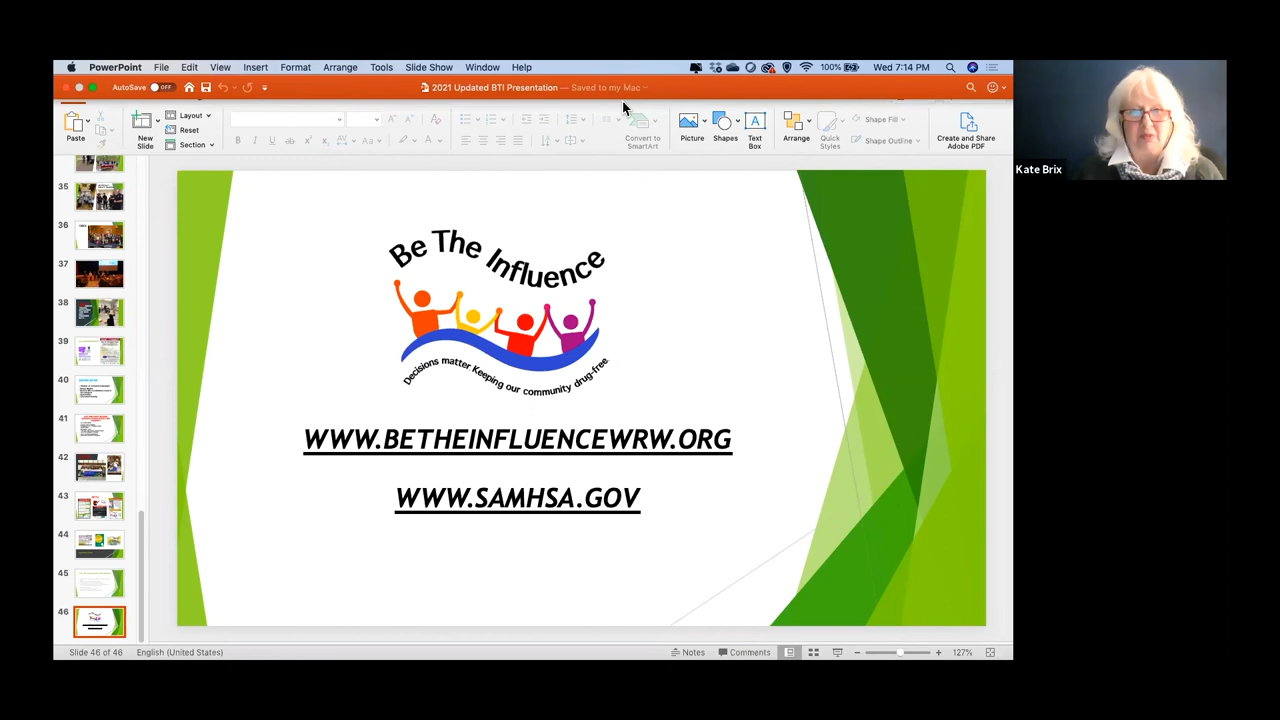 PowerPoint File Edit View Insert Format Arrange Tools Slide Show Window Help 100% Wed 7:14 PM
AutoSave OFF 2021 Updated BTI Presentation — Saved to my Mac
Paste
New
Slide
Layout
Reset
Section
Convert to
SmartArt
Picture
Shapes
Text
Box
Arrange
Quick
Styles
Shape Fill
Shape Outline
Create and Share
Adobe PDF
Kate Brix
35
36
37
38
39
40
41
42
43
44
45
46
Be The Influence
Decisions matter Keeping our community drug-free
WWW.BETHEINFLUENCEWRW.ORG
WWW.SAMHSA.GOV
Slide 46 of 46 English (United States) Notes Comments 127%